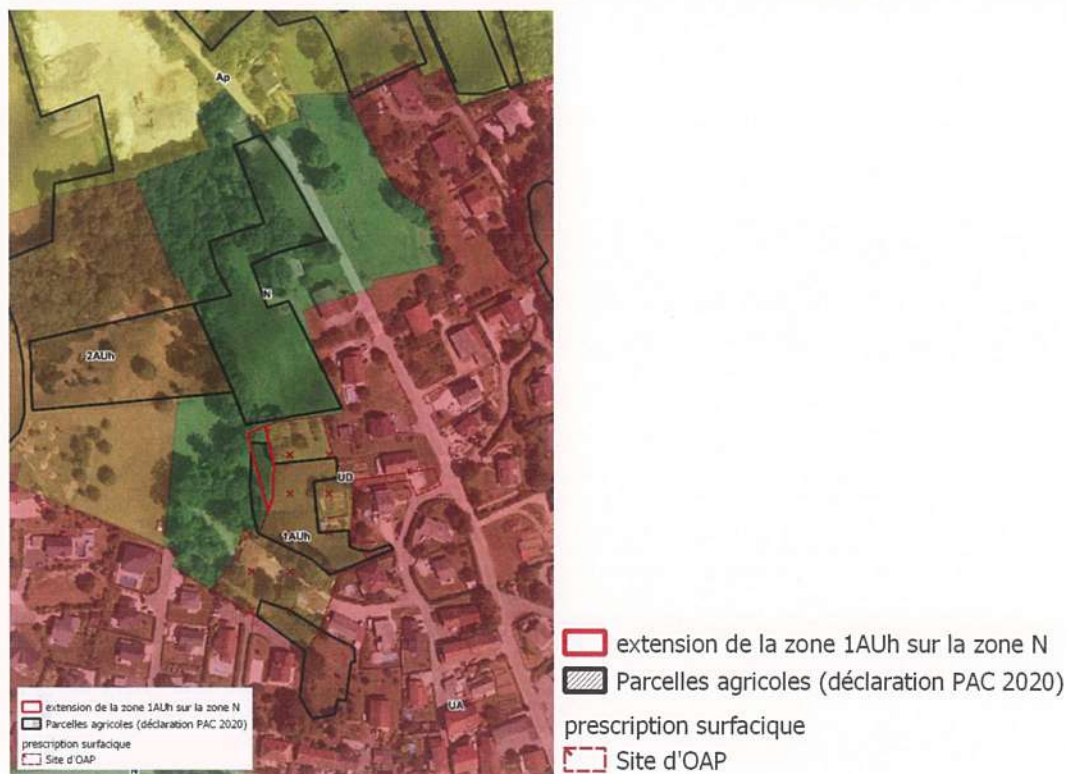 Ap
N
2AUh
UD
1AUh
UA
extension de la zone 1AUh sur la zone N
Parcelles agricoles (déclaration PAC 2020)
prescription surfacique
Site d'OAP
N
extension de la zone 1AUh sur la zone N
Parcelles agricoles (déclaration PAC 2020)
prescription surfacique
Site d'OAP